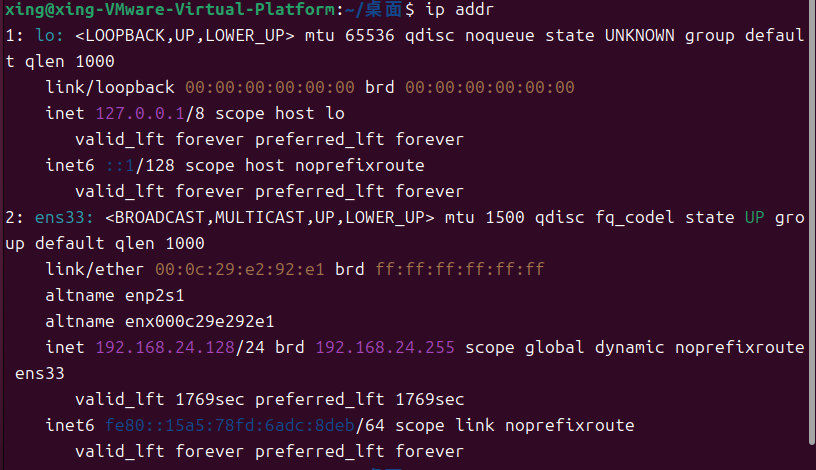 xing@xing-VMware-Virtual-Platform:~/桌面$ ip addr
1: lo: <LOOPBACK,UP,LOWER_UP> mtu 65536 qdisc noqueue state UNKNOWN group defaul
t qlen 1000
    link/loopback 00:00:00:00:00:00 brd 00:00:00:00:00:00
    inet 127.0.0.1/8 scope host lo
       valid_lft forever preferred_lft forever
    inet6 ::1/128 scope host noprefixroute
       valid_lft forever preferred_lft forever
2: ens33: <BROADCAST,MULTICAST,UP,LOWER_UP> mtu 1500 qdisc fq_codel state UP gro
up default qlen 1000
    link/ether 00:0c:29:e2:92:e1 brd ff:ff:ff:ff:ff:ff
    altname enp2s1
    altname enx000c29e292e1
    inet 192.168.24.128/24 brd 192.168.24.255 scope global dynamic noprefixroute
 ens33
       valid_lft 1769sec preferred_lft 1769sec
    inet6 fe80::15a5:78fd:6adc:8deb/64 scope link noprefixroute
       valid_lft forever preferred_lft forever